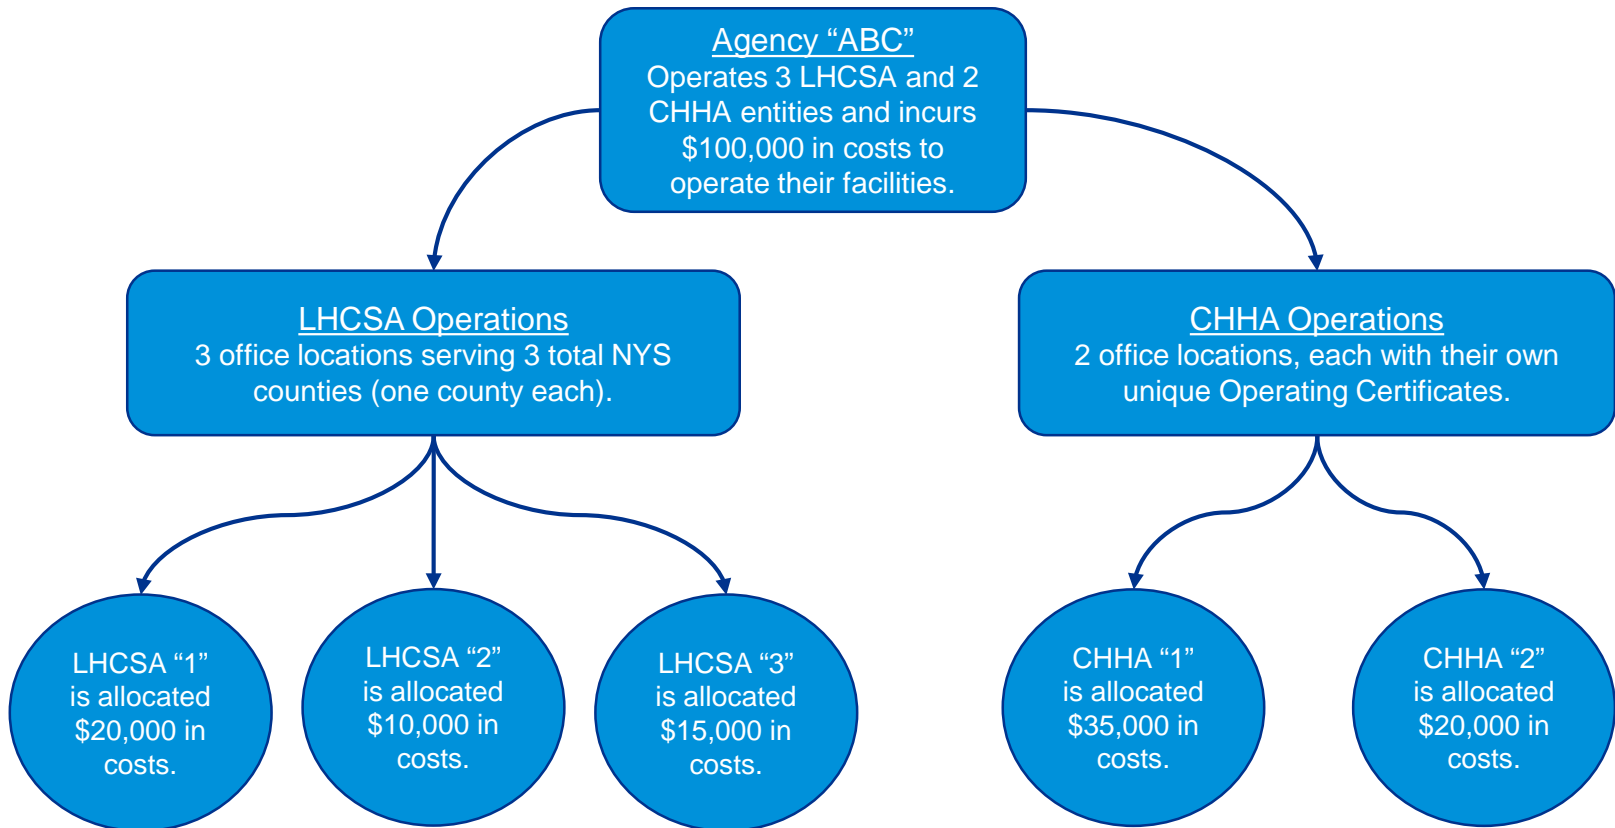 Agency “ABC”
Operates 3 LHCSA and 2
CHHA entities and incurs
$100,000 in costs to
operate their facilities.
LHCSA Operations
3 office locations serving 3 total NYS
counties (one county each).
CHHA Operations
2 office locations, each with their own
unique Operating Certificates.
LHCSA “1”
is allocated
$20,000 in
costs.
LHCSA “2”
is allocated
$10,000 in
costs.
LHCSA “3”
is allocated
$15,000 in
costs.
CHHA “1”
is allocated
$35,000 in
costs.
CHHA “2”
is allocated
$20,000 in
costs.